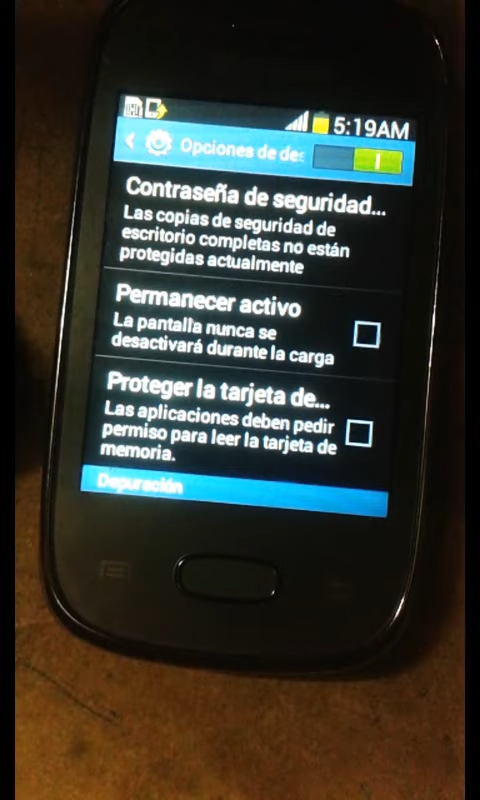 5:19AM
Opciones de des
Contraseña de seguridad...
Las copias de seguridad de
escritorio completas no están
protegidas actualmente
Permanecer activo
La pantalla nunca se
desactivará durante la carga
Proteger la tarjeta de...
Las aplicaciones deben pedir
permiso para leer la tarjeta de
memoria.
Depuración